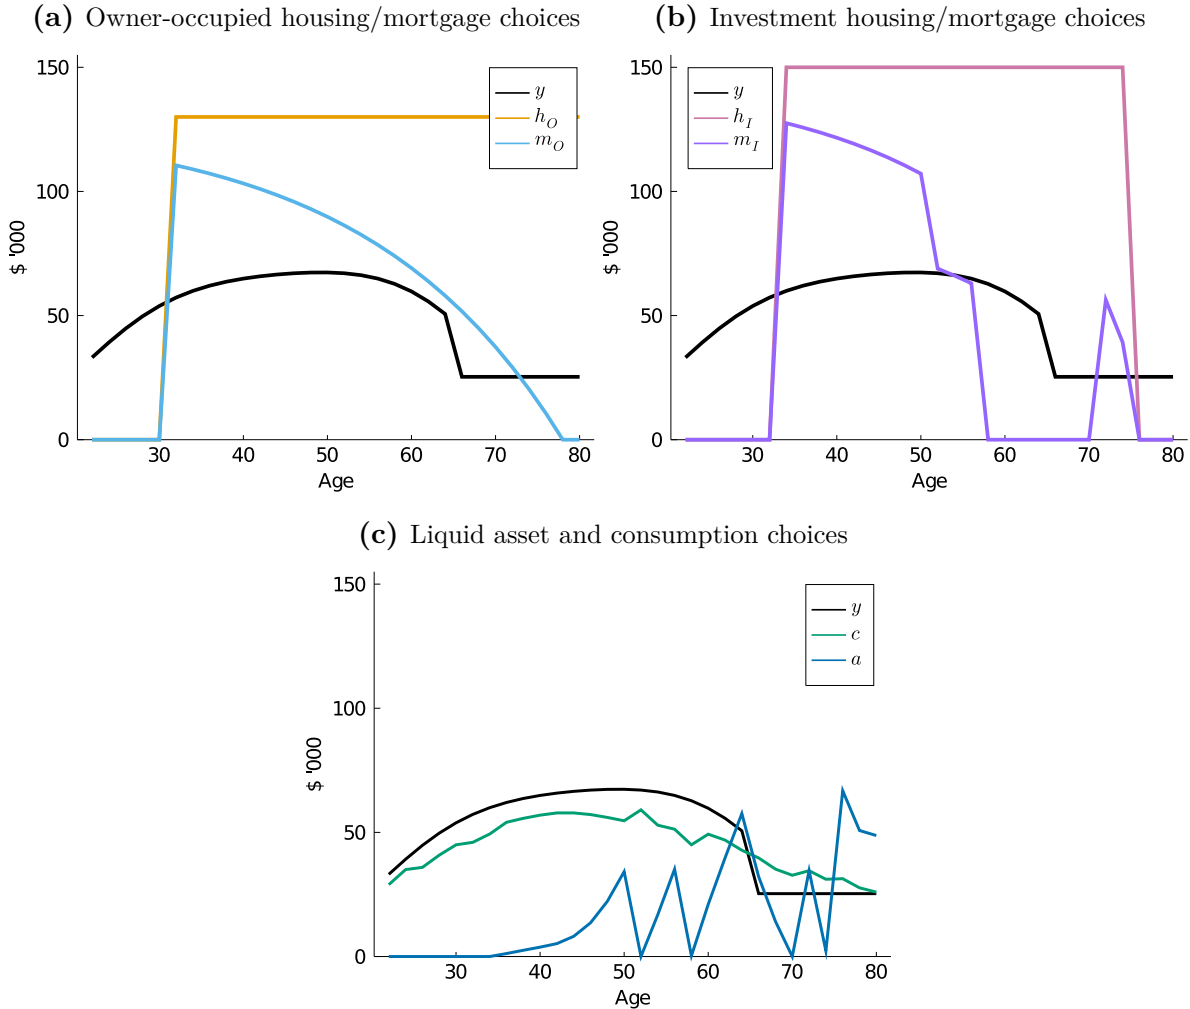 (a) Owner-occupied housing/mortgage choices
150
100
50
0
$ '000
30 40 50 60 70 80
Age
y
h_O
m_O
(b) Investment housing/mortgage choices
150
100
50
0
$ '000
30 40 50 60 70 80
Age
y
h_I
m_I
(c) Liquid asset and consumption choices
150
100
50
0
$ '000
30 40 50 60 70 80
Age
y
c
a